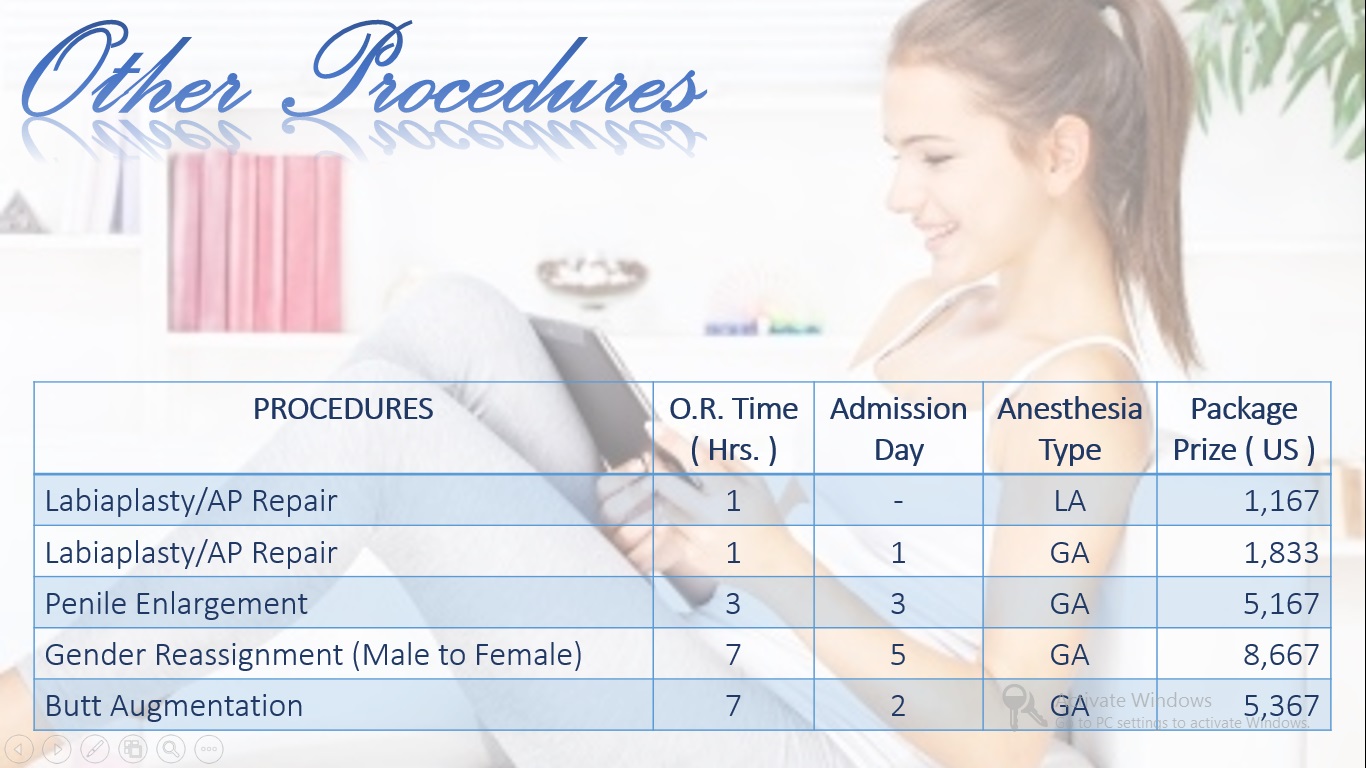 Other Procedures
PROCEDURES O.R. Time ( Hrs. ) Admission Day Anesthesia Type Package Prize ( US )
Labiaplasty/AP Repair 1 - LA 1,167
Labiaplasty/AP Repair 1 1 GA 1,833
Penile Enlargement 3 3 GA 5,167
Gender Reassignment (Male to Female) 7 5 GA 8,667
Butt Augmentation 7 2 GA 5,367
Activate Windows
Go to PC settings to activate Windows.